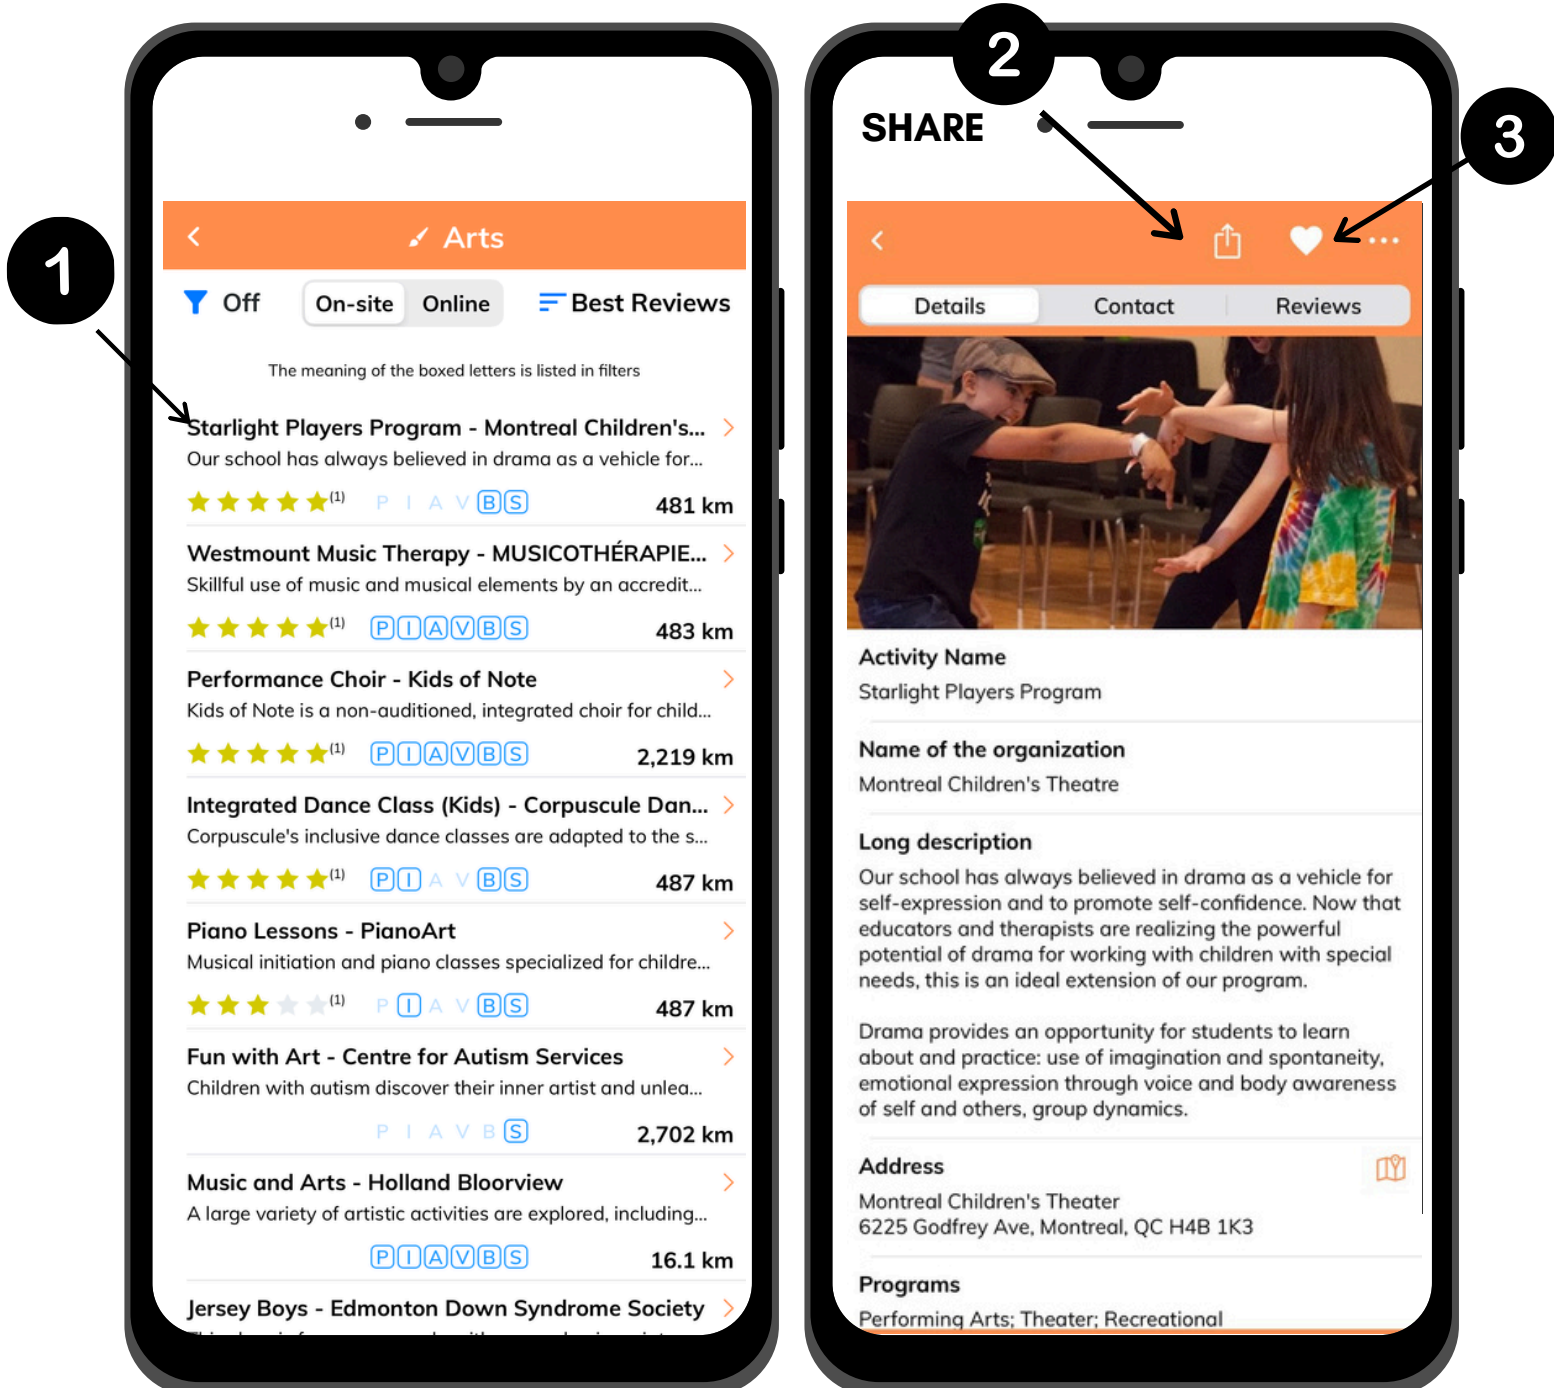 1
Arts
Off
On-site
Online
Best Reviews
The meaning of the boxed letters is listed in filters
Starlight Players Program - Montreal Children's...
Our school has always believed in drama as a vehicle for...
(1) P I A V B S 481 km
Westmount Music Therapy - MUSICOTHÉRAPIE...
Skillful use of music and musical elements by an accredit...
(1) P I A V B S 483 km
Performance Choir - Kids of Note
Kids of Note is a non-auditioned, integrated choir for child...
(1) P I A V B S 2,219 km
Integrated Dance Class (Kids) - Corpuscule Dan...
Corpuscule's inclusive dance classes are adapted to the s...
(1) P I A V B S 487 km
Piano Lessons - PianoArt
Musical initiation and piano classes specialized for childre...
(1) P I A V B S 487 km
Fun with Art - Centre for Autism Services
Children with autism discover their inner artist and unlea...
P I A V B S 2,702 km
Music and Arts - Holland Bloorview
A large variety of artistic activities are explored, including...
P I A V B S 16.1 km
Jersey Boys - Edmonton Down Syndrome Society
2
3
SHARE
Details
Contact
Reviews
Activity Name
Starlight Players Program
Name of the organization
Montreal Children's Theatre
Long description
Our school has always believed in drama as a vehicle for
self-expression and to promote self-confidence. Now that
educators and therapists are realizing the powerful
potential of drama for working with children with special
needs, this is an ideal extension of our program.
Drama provides an opportunity for students to learn
about and practice: use of imagination and spontaneity,
emotional expression through voice and body awareness
of self and others, group dynamics.
Address
Montreal Children's Theater
6225 Godfrey Ave, Montreal, QC H4B 1K3
Programs
Performing Arts; Theater; Recreational